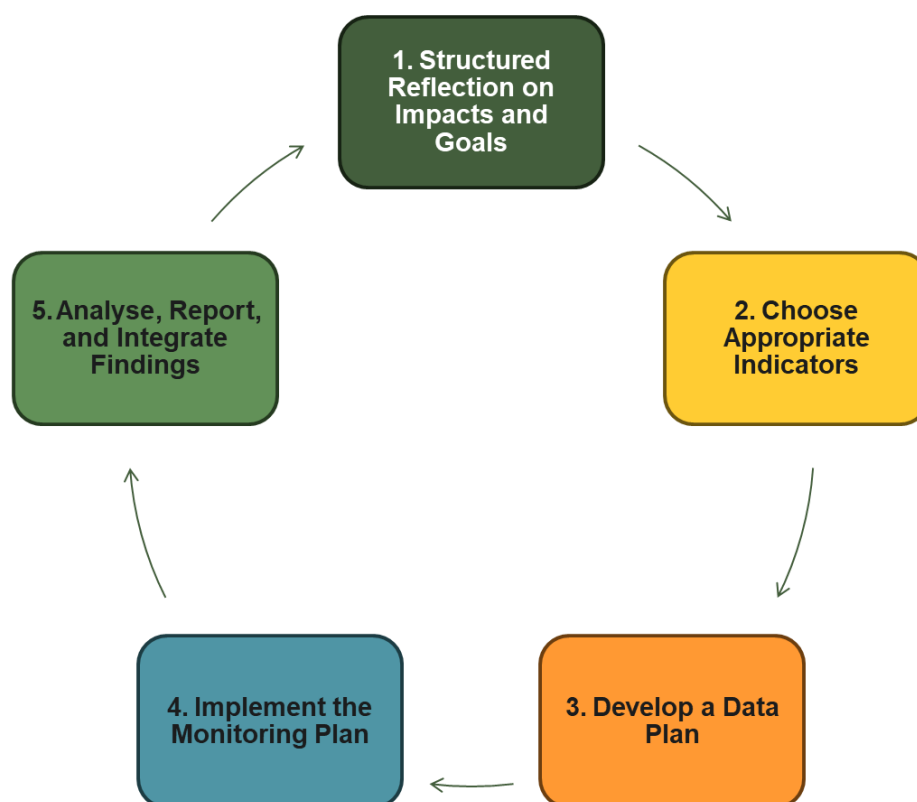 1. Structured
Reflection on
Impacts and
Goals
2. Choose
Appropriate
Indicators
3. Develop a Data
Plan
4. Implement the
Monitoring Plan
5. Analyse, Report,
and Integrate
Findings